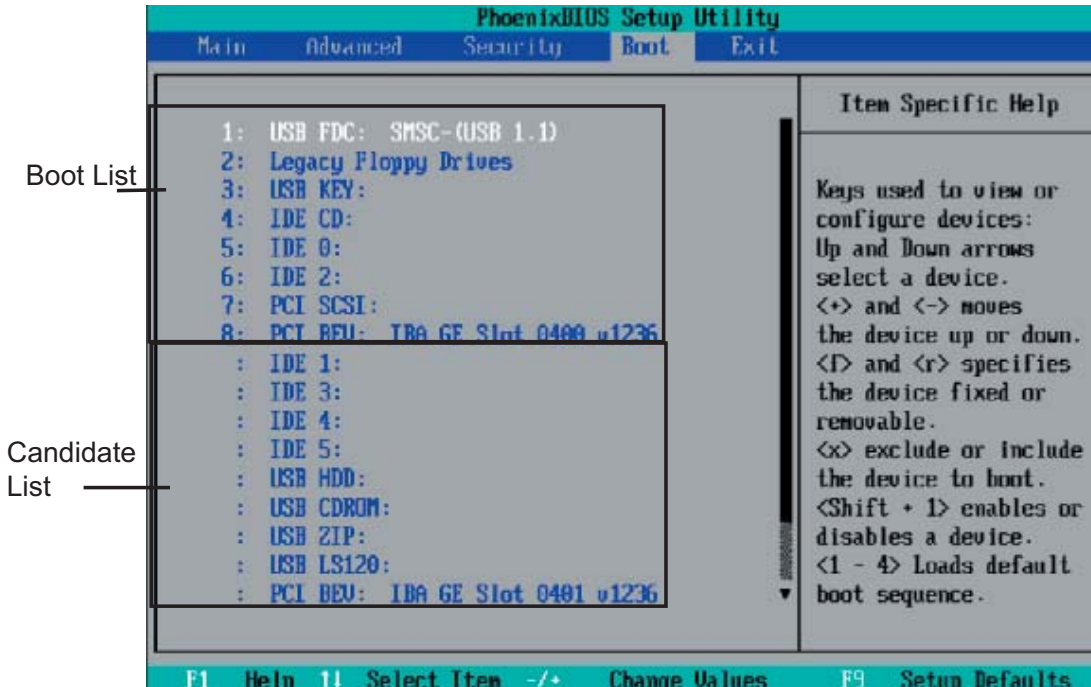 PhoenixBIOS Setup Utility
Main Advanced Security Boot Exit
Item Specific Help
Boot List
1: USB FDC: SMSC-(USB 1.1)
2: Legacy Floppy Drives
3: USB KEY:
4: IDE CD:
5: IDE 0:
6: IDE 2:
7: PCI SCSI:
8: PCI BEV: IBA GE Slot 0400 v1236
Candidate
List
: IDE 1:
: IDE 3:
: IDE 4:
: IDE 5:
: USB HDD:
: USB CDROM:
: USB ZIP:
: USB LS120:
: PCI BEV: IBA GE Slot 0401 v1236
Keys used to view or
configure devices:
Up and Down arrows
select a device.
<+> and <-> moves
the device up or down.
<f> and <r> specifies
the device fixed or
removable.
<x> exclude or include
the device to boot.
<Shift + 1> enables or
disables a device.
<1 - 4> Loads default
boot sequence.
F1 Help ↑↓ Select Item -/+ Change Values F9 Setup Defaults